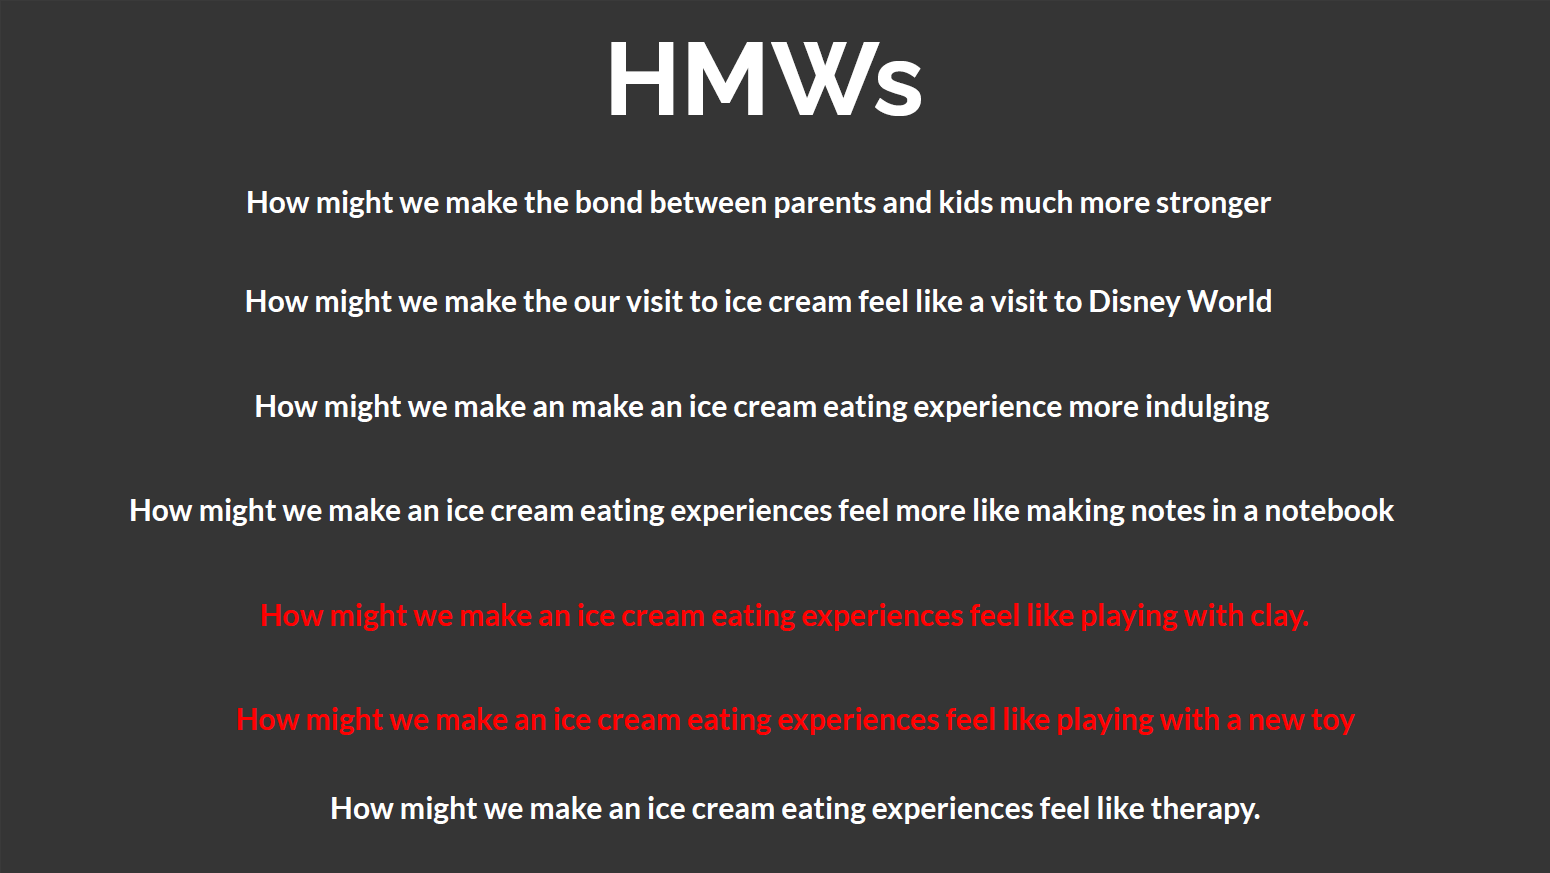 HMWs
How might we make the bond between parents and kids much more stronger
How might we make the our visit to ice cream feel like a visit to Disney World
How might we make an make an ice cream eating experience more indulging
How might we make an ice cream eating experiences feel more like making notes in a notebook
How might we make an ice cream eating experiences feel like playing with clay.
How might we make an ice cream eating experiences feel like playing with a new toy
How might we make an ice cream eating experiences feel like therapy.